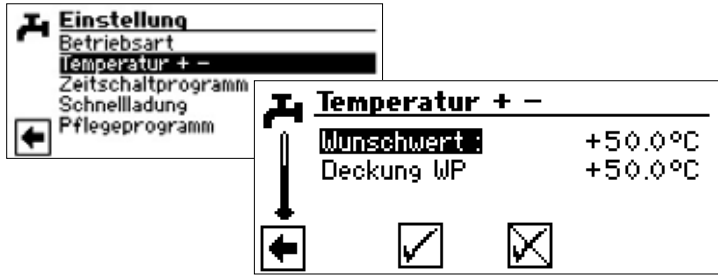 Einstellung
Betriebsart
Temperatur + −
Zeitschaltprogramm
Schnellladung
Pflegeprogramm
Temperatur + −
Wunschwert : +50.0°C
Deckung WP +50.0°C